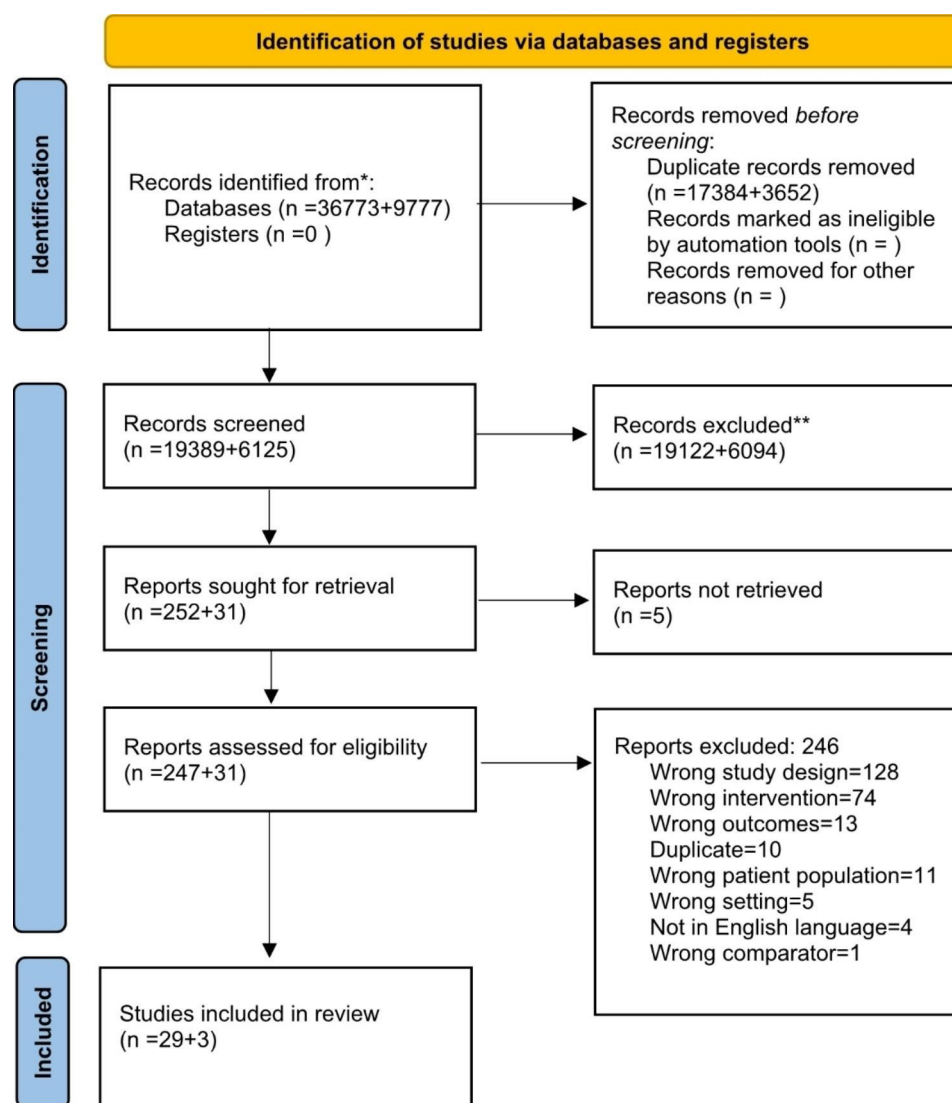 Identification of studies via databases and registers
Identification
Records identified from*:
Databases (n =36773+9777)
Registers (n =0 )
Records removed before
screening:
Duplicate records removed
(n =17384+3652)
Records marked as ineligible
by automation tools (n = )
Records removed for other
reasons (n = )
Screening
Records screened
(n =19389+6125)
Records excluded**
(n =19122+6094)
Reports sought for retrieval
(n =252+31)
Reports not retrieved
(n =5)
Reports assessed for eligibility
(n =247+31)
Reports excluded: 246
Wrong study design=128
Wrong intervention=74
Wrong outcomes=13
Duplicate=10
Wrong patient population=11
Wrong setting=5
Not in English language=4
Wrong comparator=1
Included
Studies included in review
(n =29+3)